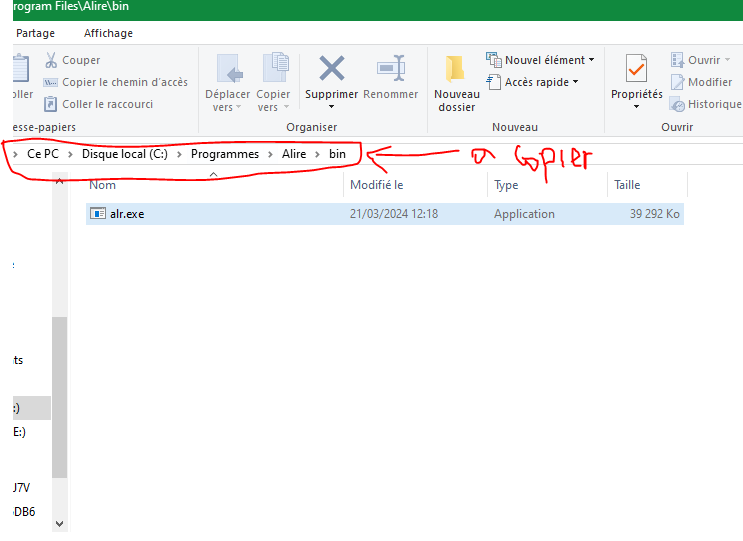 rogram Files\Alire\bin
Partage Affichage
oller
Couper
Copier le chemin d'accès
Coller le raccourci
esse-papiers
Déplacer vers
Copier vers
Supprimer
Renommer
Organiser
Nouveau dossier
Nouvel élément
Accès rapide
Nouveau
Propriétés
Ouvrir
Modifier
Historique
Ouvrir
Ce PC > Disque local (C:) > Programmes > Alire > bin
a copier
Nom Modifié le Type Taille
alr.exe 21/03/2024 12:18 Application 39 292 Ko
ts
:)
E:)
J7V
DB6